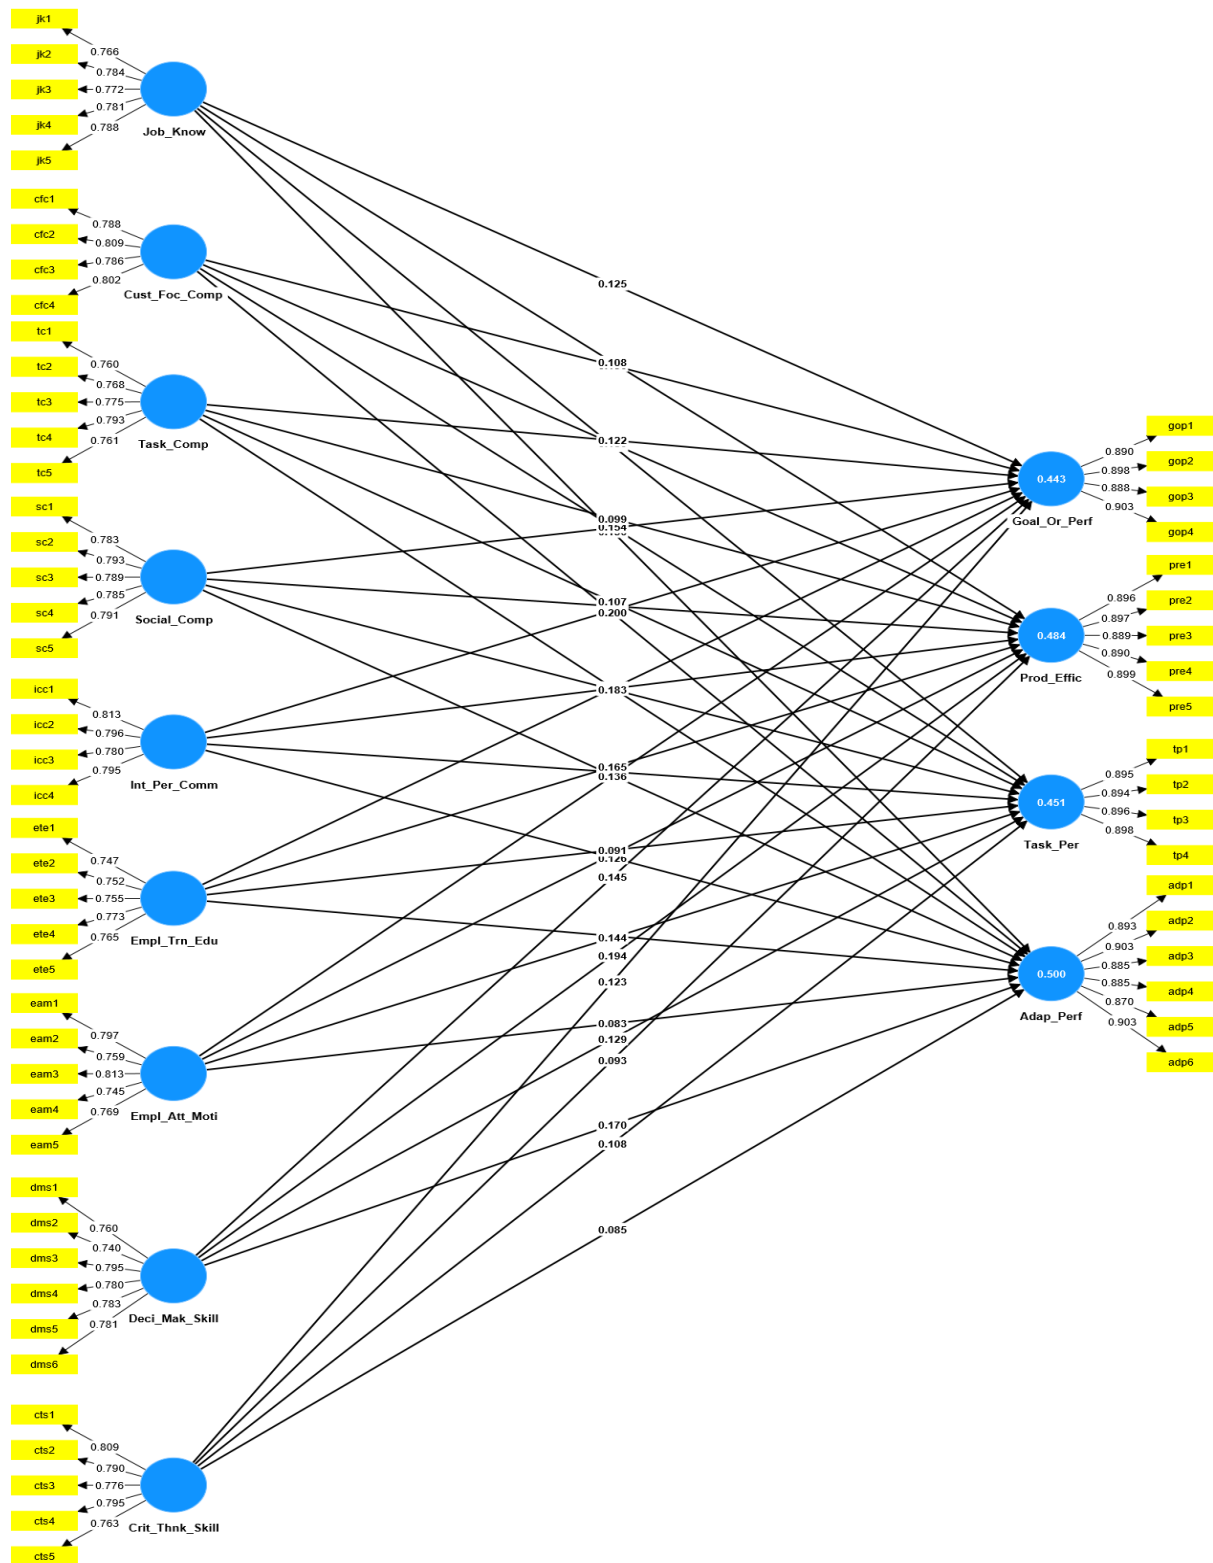 jk1
jk2
jk3
jk4
jk5
0.766
0.784
0.772
0.781
0.788
Job_Know
cfc1
cfc2
cfc3
cfc4
0.788
0.809
0.786
0.802
Cust_Foc_Comp
tc1
tc2
tc3
tc4
tc5
0.760
0.768
0.775
0.793
0.761
Task_Comp
sc1
sc2
sc3
sc4
sc5
0.783
0.793
0.789
0.785
0.791
Social_Comp
icc1
icc2
icc3
icc4
0.813
0.796
0.780
0.795
Int_Per_Comm
ete1
ete2
ete3
ete4
ete5
0.747
0.752
0.755
0.773
0.765
Empl_Trn_Edu
eam1
eam2
eam3
eam4
eam5
0.797
0.759
0.813
0.745
0.769
Empl_Att_Moti
dms1
dms2
dms3
dms4
dms5
dms6
0.760
0.740
0.795
0.780
0.783
0.781
Deci_Mak_Skill
cts1
cts2
cts3
cts4
cts5
0.809
0.790
0.776
0.795
0.763
Crit_Thnk_Skill
0.125
0.108
0.122
0.099
0.154
0.107
0.200
0.183
0.165
0.136
0.091
0.126
0.145
0.144
0.194
0.123
0.083
0.129
0.093
0.170
0.108
0.085
0.443
Goal_Or_Perf
0.890
0.898
0.888
0.903
gop1
gop2
gop3
gop4
0.484
Prod_Effic
0.896
0.897
0.889
0.890
0.899
pre1
pre2
pre3
pre4
pre5
0.451
Task_Per
0.895
0.894
0.896
0.898
tp1
tp2
tp3
tp4
0.500
Adap_Perf
0.893
0.903
0.885
0.885
0.870
0.903
adp1
adp2
adp3
adp4
adp5
adp6